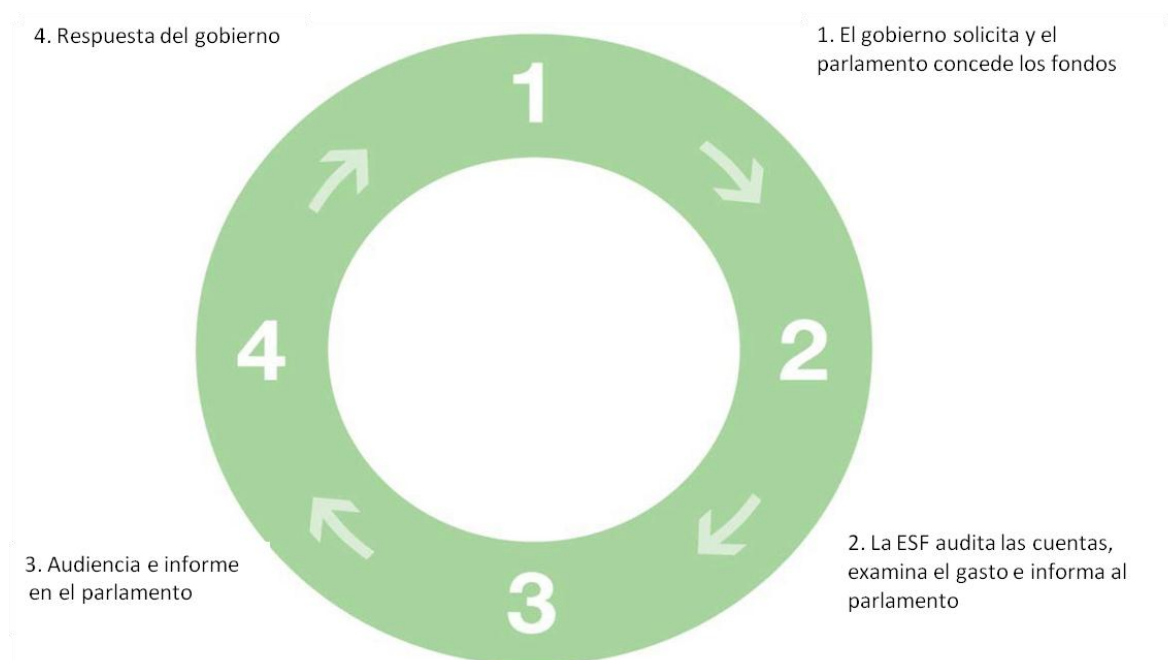 4. Respuesta del gobierno
1. El gobierno solicita y el
parlamento concede los fondos
1
2
3
4
2. La ESF audita las cuentas,
examina el gasto e informa al
parlamento
3. Audiencia e informe
en el parlamento